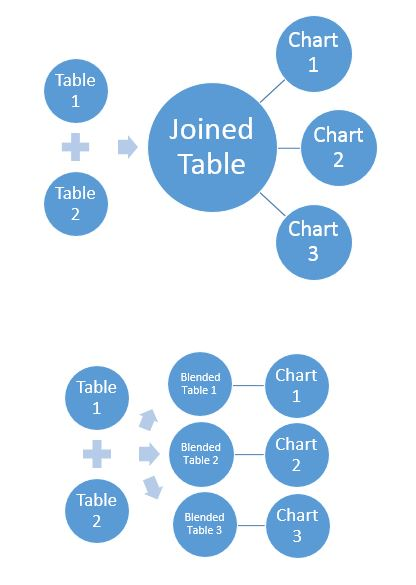 Table
1
Table
2
Joined
Table
Chart
1
Chart
2
Chart
3
Table
1
Table
2
Blended
Table 1
Chart
1
Blended
Table 2
Chart
2
Blended
Table 3
Chart
3